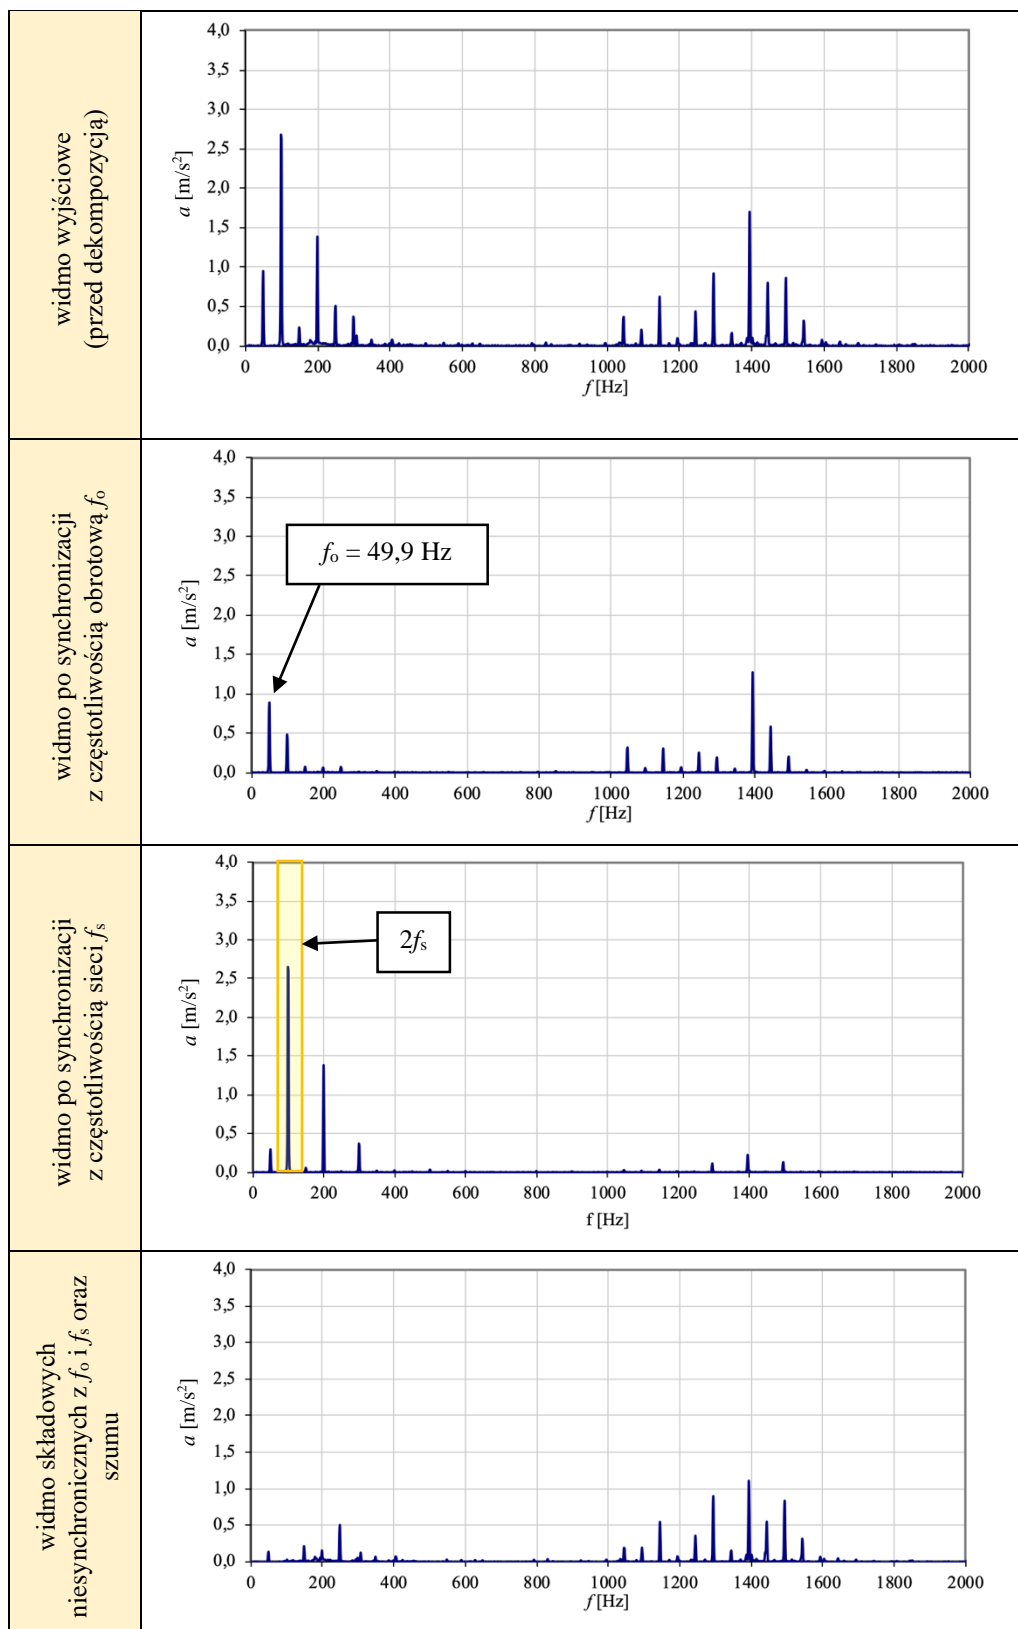 widmo wyjściowe
(przed dekompozycją)
a [m/s²]
4,0
3,5
3,0
2,5
2,0
1,5
1,0
0,5
0,0
0 200 400 600 800 1000 1200 1400 1600 1800 2000
f [Hz]
widmo po synchronizacji
z częstotliwością obrotową fo
a [m/s²]
4,0
3,5
3,0
2,5
2,0
1,5
1,0
0,5
0,0
fo = 49,9 Hz
0 200 400 600 800 1000 1200 1400 1600 1800 2000
f [Hz]
widmo po synchronizacji
z częstotliwością sieci fs
a [m/s²]
4,0
3,5
3,0
2,5
2,0
1,5
1,0
0,5
0,0
2fs
0 200 400 600 800 1000 1200 1400 1600 1800 2000
f [Hz]
widmo składowych
niesynchronicznych z fo i fs oraz
szumu
a [m/s²]
4,0
3,5
3,0
2,5
2,0
1,5
1,0
0,5
0,0
0 200 400 600 800 1000 1200 1400 1600 1800 2000
f [Hz]